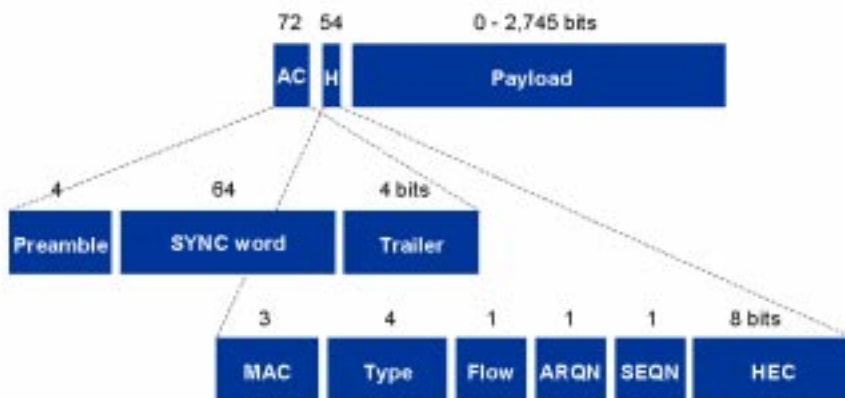 72 54 0 - 2,745 bits
AC H Payload
4 64 4 bits
Preamble SYNC word Trailer
3 4 1 1 1 8 bits
MAC Type Flow ARQN SEQN HEC